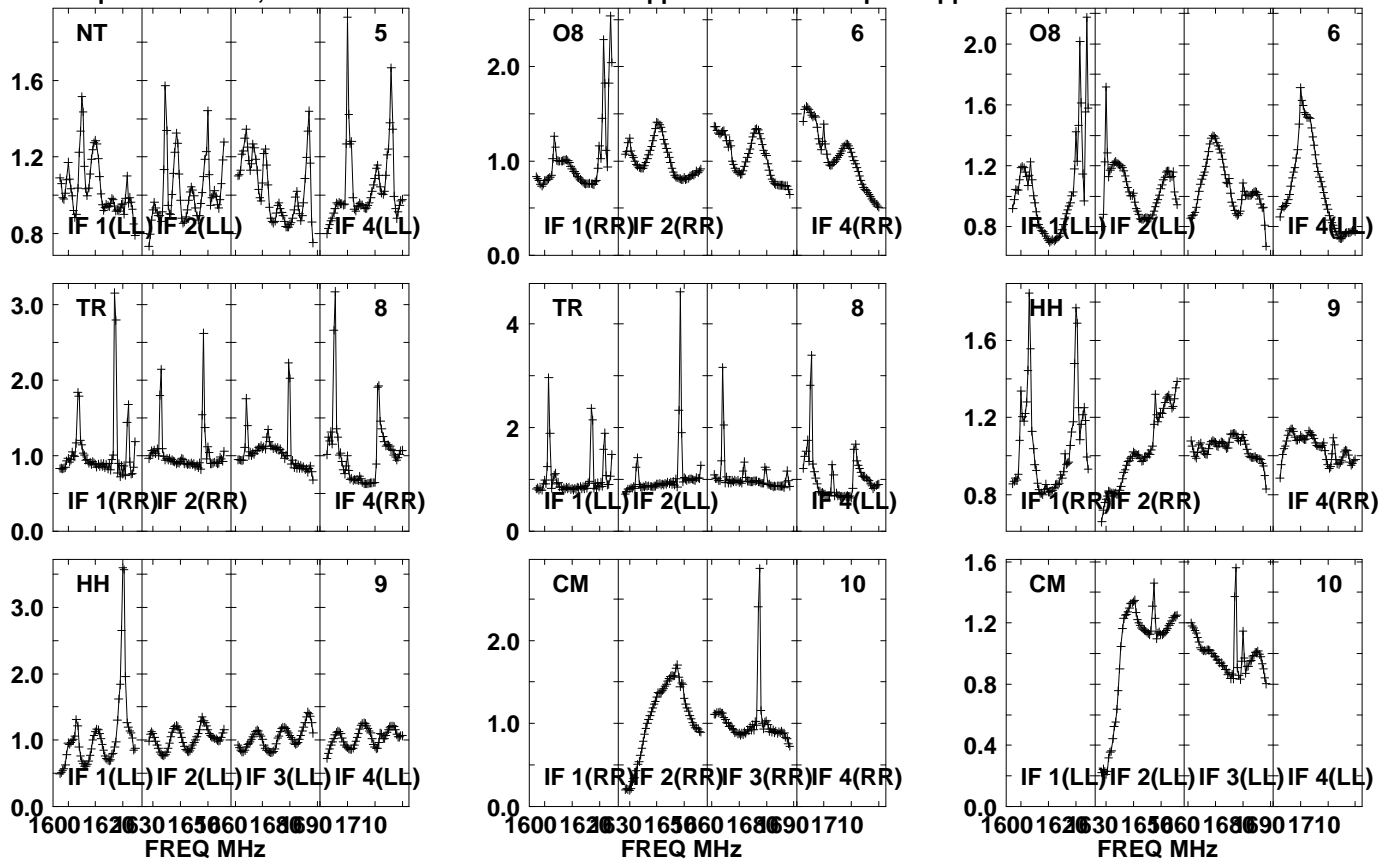 NT 5
1.6
1.2
0.8
IF 1(LL) IF 2(LL) IF 4(LL)
O8 6
2.0
1.0
0.0
IF 1(RR) IF 2(RR) IF 4(RR)
O8 6
2.0
1.6
1.2
0.8
IF 1(LL) IF 2(LL) IF 4(LL)
TR 8
3.0
2.0
1.0
0.0
IF 1(RR) IF 2(RR) IF 4(RR)
TR 8
4
2
0
IF 1(LL) IF 2(LL) IF 4(LL)
HH 9
1.6
1.2
0.8
IF 1(RR) IF 2(RR) IF 4(RR)
HH 9
3.0
2.0
1.0
0.0
IF 1(LL) IF 2(LL) IF 3(LL) IF 4(LL)
1600 1710
FREQ MHz
CM 10
2.0
1.0
0.0
IF 1(RR) IF 2(RR) IF 3(RR) IF 4(RR)
1600 1710
FREQ MHz
CM 10
1.6
1.2
0.8
0.4
0.0
IF 1(LL) IF 2(LL) IF 3(LL) IF 4(LL)
1600 1710
FREQ MHz